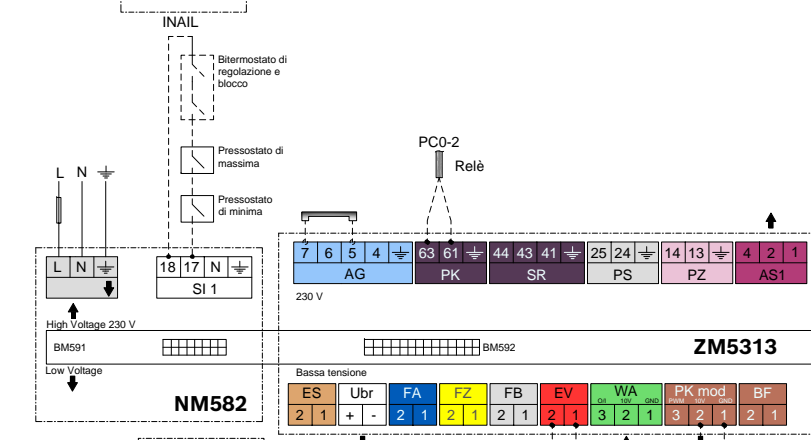 INAIL
Bitermostato di
regolazione e
blocco
Pressostato di
massima
Pressostato
di minima
PC0-2
Relè
L N
L N
18 17 N
SI 1
7 6 5 4
AG
63 61
PK
44 43 41
SR
25 24
PS
14 13
PZ
4 2 1
AS1
230 V
High Voltage 230 V
BM591
BM592
ZM5313
Low Voltage
NM582
Bassa tensione
ES
2 1
Ubr
+ -
FA
2 1
FZ
2 1
FB
2 1
EV
2 1
WA
O/I 10V GND
3 2 1
PK mod
PWM 10V GND
3 2 1
BF
2 1